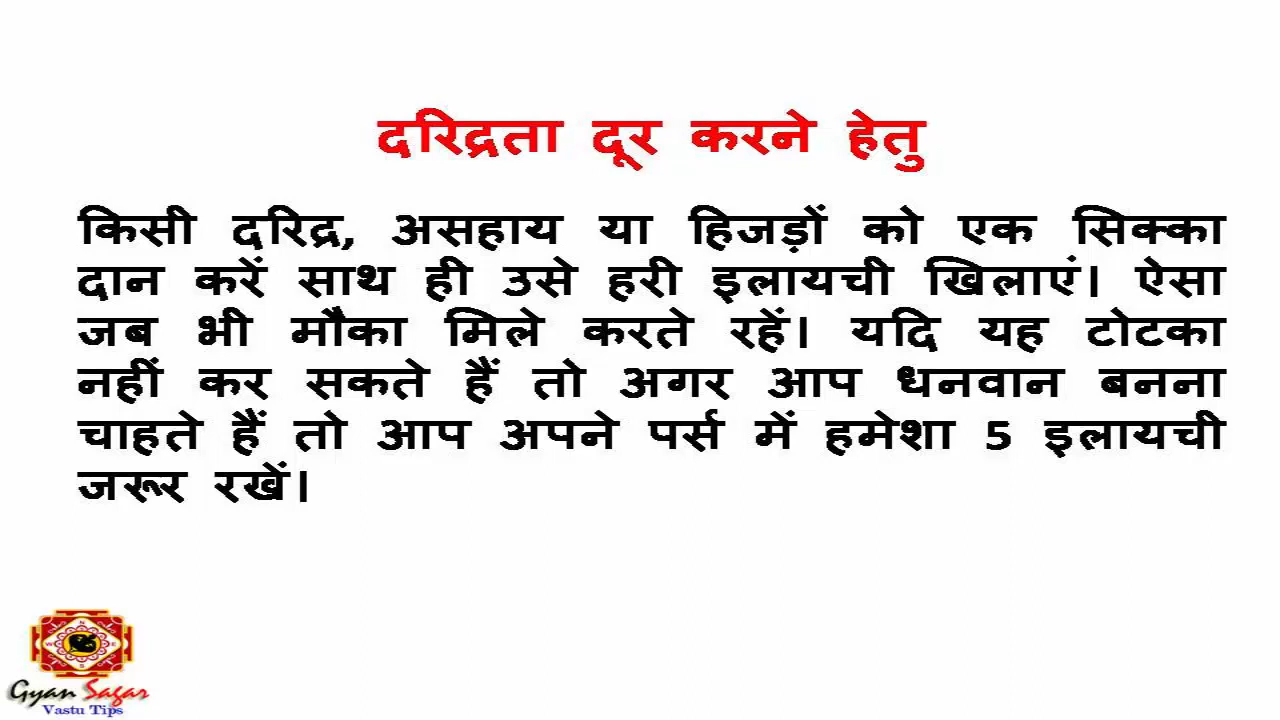 दरिद्रता दूर करने हेतु
किसी दरिद्र, असहाय या हिजड़ों को एक सिक्का
दान करें साथ ही उसे हरी इलायची खिलाएं। ऐसा
जब भी मौका मिले करते रहें। यदि यह टोटका
नहीं कर सकते हैं तो अगर आप धनवान बनना
चाहते हैं तो आप अपने पर्स में हमेशा 5 इलायची
जरूर रखें।
Gyan Sagar
Vastu Tips